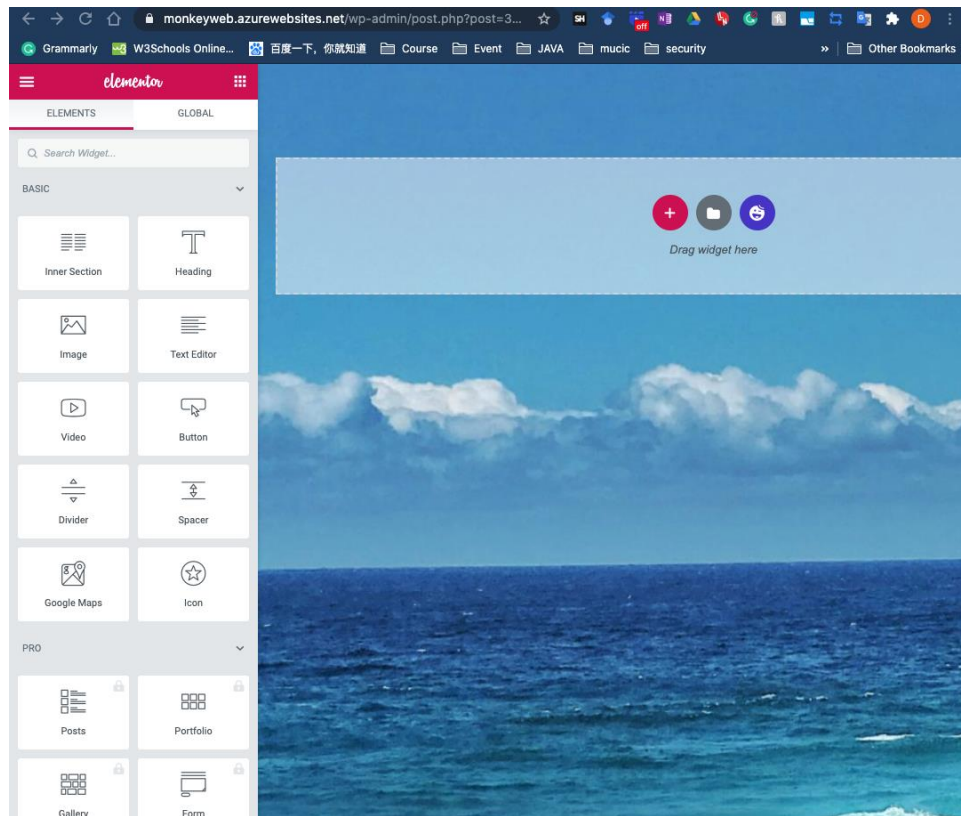 monkeyweb.azurewebsites.net/wp-admin/post.php?post=3...
SH off N D
Grammarly W3Schools Online... 百度一下，你就知道 Course Event JAVA mucic security » Other Bookmarks
elementor
ELEMENTS GLOBAL
Search Widget...
BASIC
Inner Section Heading
Image Text Editor
Video Button
Divider Spacer
Google Maps Icon
PRO
Posts Portfolio
Gallery Form
Drag widget here